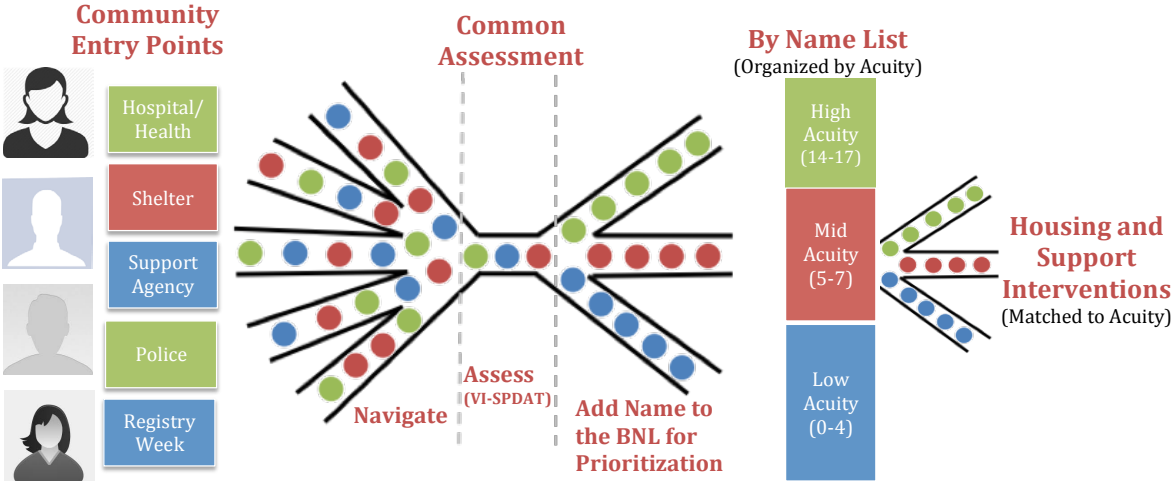 Community
Entry Points
Hospital/
Health
Shelter
Support
Agency
Police
Registry
Week
Navigate
Common
Assessment
Assess
(VI-SPDAT)
Add Name to
the BNL for
Prioritization
By Name List
(Organized by Acuity)
High
Acuity
(14-17)
Mid
Acuity
(5-7)
Low
Acuity
(0-4)
Housing and
Support
Interventions
(Matched to Acuity)